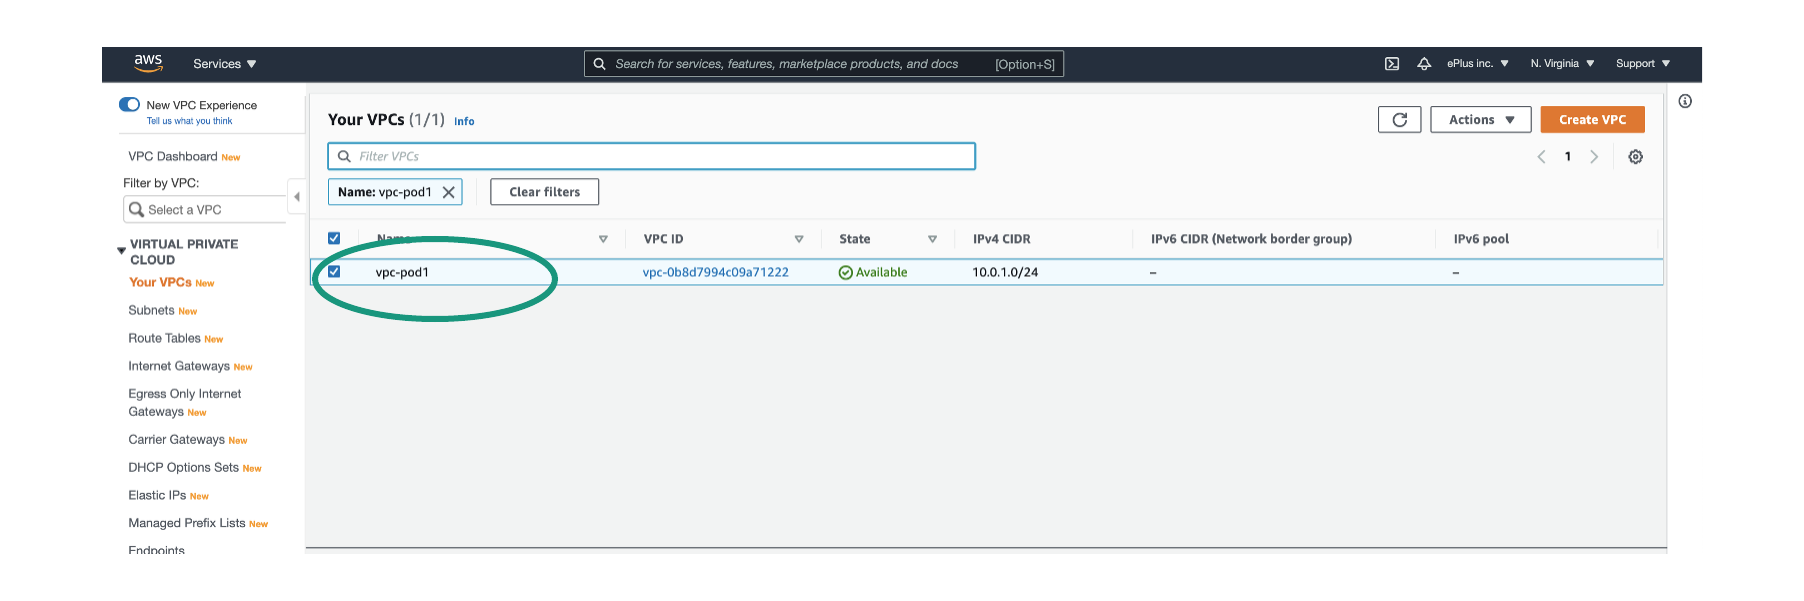 aws
Services
Search for services, features, marketplace products, and docs [Option+S]
ePlus inc.
N. Virginia
Support
New VPC Experience
Tell us what you think
VPC Dashboard New
Filter by VPC:
Select a VPC
VIRTUAL PRIVATE
CLOUD
Your VPCs New
Subnets New
Route Tables New
Internet Gateways New
Egress Only Internet
Gateways New
Carrier Gateways New
DHCP Options Sets New
Elastic IPs New
Managed Prefix Lists New
Endpoints
Your VPCs (1/1) Info
Actions
Create VPC
Filter VPCs
1
Name: vpc-pod1
Clear filters
Name VPC ID State IPv4 CIDR IPv6 CIDR (Network border group) IPv6 pool
vpc-pod1 vpc-0b8d7994c09a71222 Available 10.0.1.0/24 – –